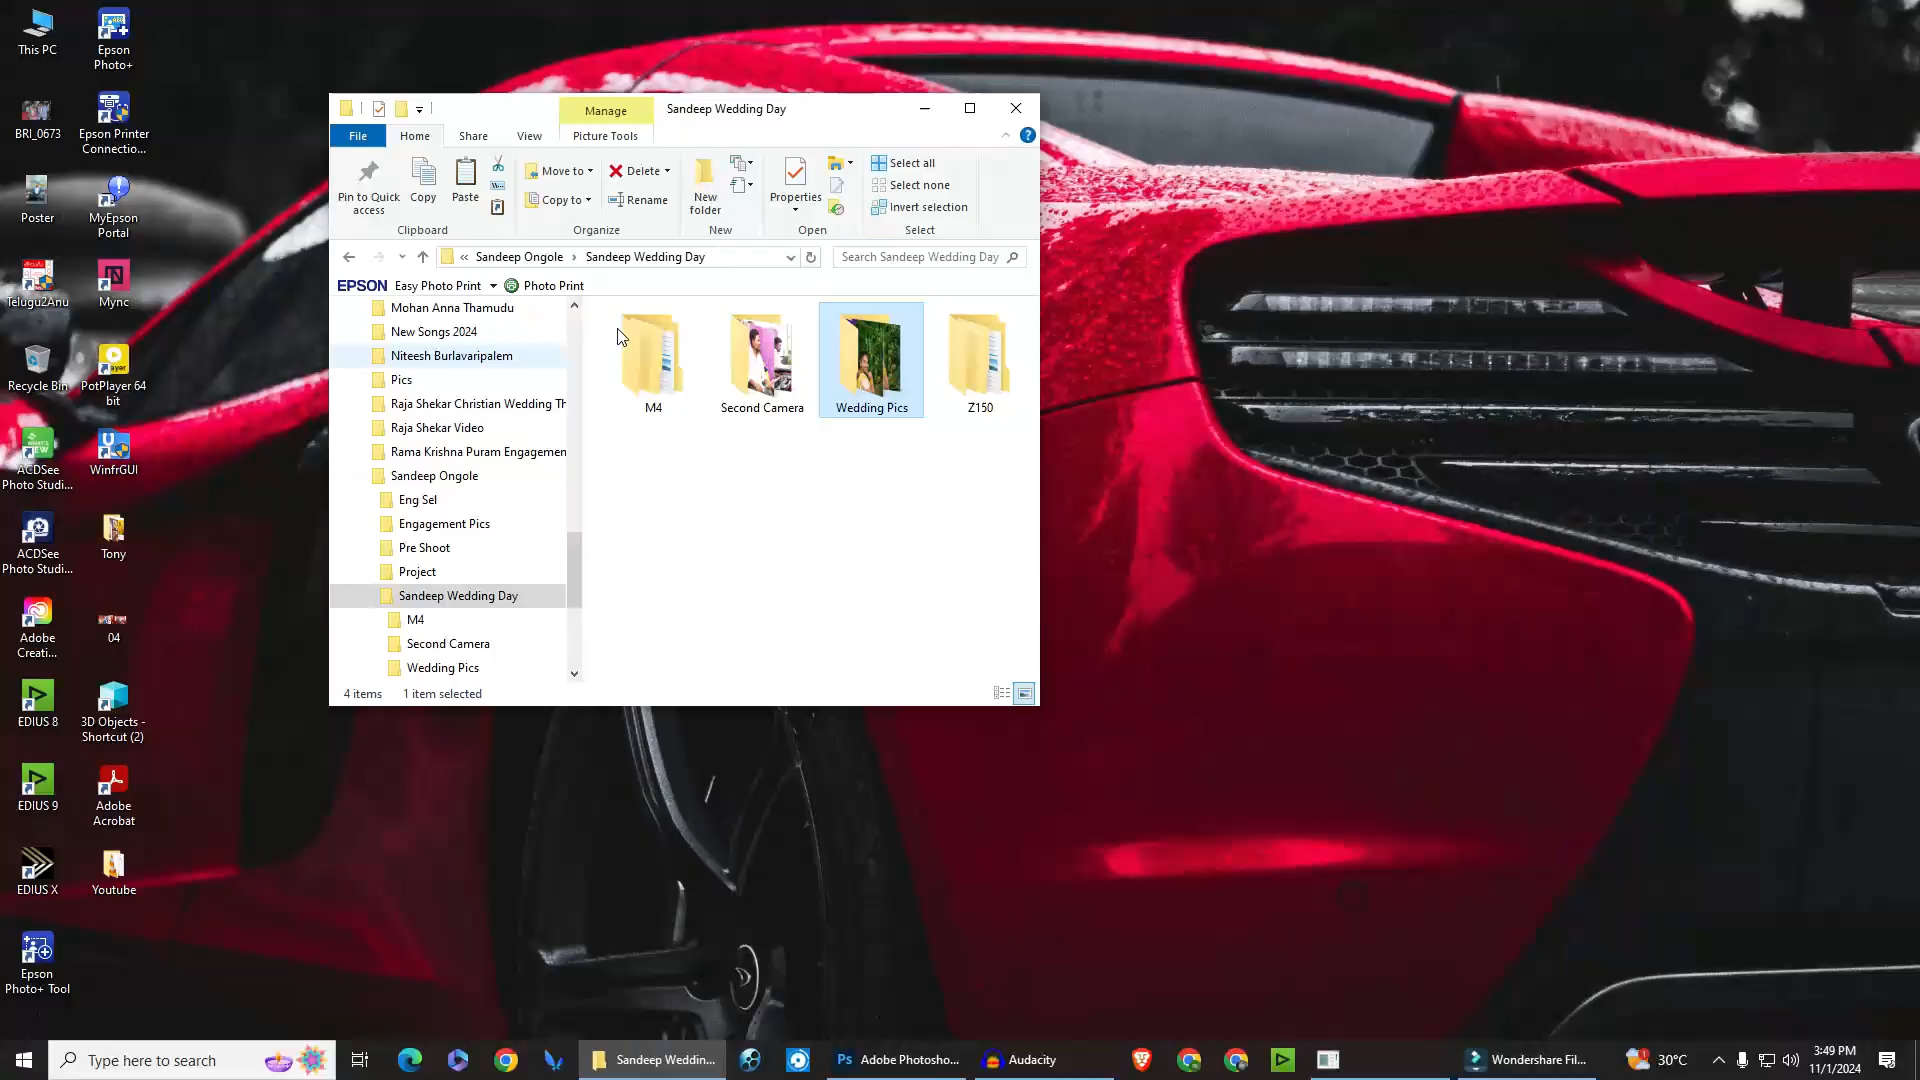 This PC
Epson
Photo+
BRI_0673
Epson Printer
Connectio...
Poster
MyEpson
Portal
Telugu2Anu
Mync
Recycle Bin
PotPlayer 64
bit
ACDSee
Photo Studi...
WinfrGUI
ACDSee
Photo Studi...
Tony
Adobe
Creati...
04
EDIUS 8
3D Objects -
Shortcut (2)
EDIUS 9
Adobe
Acrobat
EDIUS X
Youtube
Epson
Photo+ Tool
Manage
Sandeep Wedding Day
File
Home
Share
View
Picture Tools
Pin to Quick
access
Copy
Paste
Clipboard
Move to
Copy to
Delete
Rename
Organize
New
folder
New
Properties
Open
Select all
Select none
Invert selection
Select
« Sandeep Ongole › Sandeep Wedding Day
Search Sandeep Wedding Day
EPSON Easy Photo Print Photo Print
Mohan Anna Thamudu
New Songs 2024
Niteesh Burlavaripalem
Pics
Raja Shekar Christian Wedding Th
Raja Shekar Video
Rama Krishna Puram Engagemen
Sandeep Ongole
Eng Sel
Engagement Pics
Pre Shoot
Project
Sandeep Wedding Day
M4
Second Camera
Wedding Pics
M4
Second Camera
Wedding Pics
Z150
4 items 1 item selected
Type here to search
Sandeep Weddin...
Ps Adobe Photosho...
Audacity
Wondershare Fil...
30°C
3:49 PM
11/1/2024